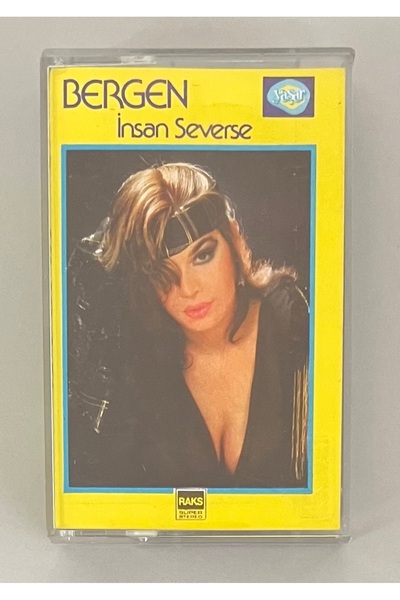 BERGEN
yaşar
İnsan Severse
RAKS
SUPER
STEREO